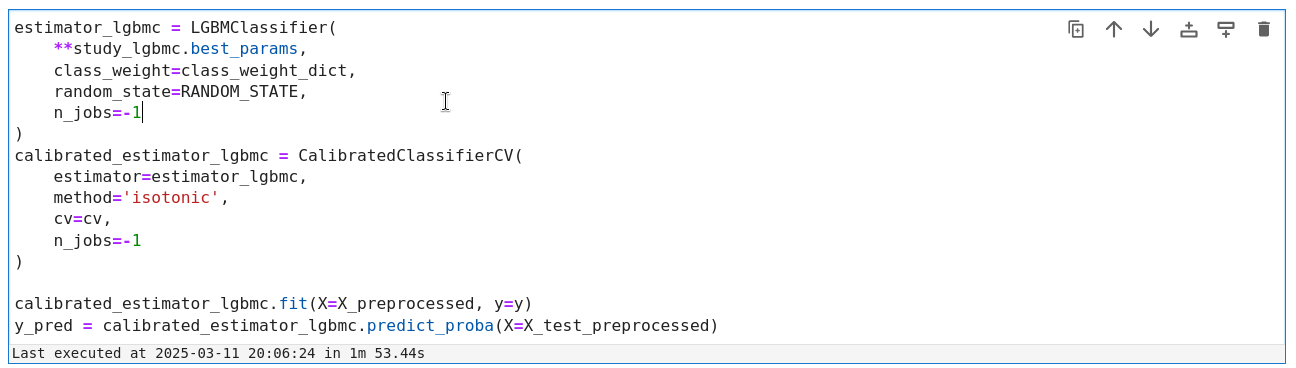 estimator_lgbmc = LGBMClassifier(
    **study_lgbmc.best_params,
    class_weight=class_weight_dict,
    random_state=RANDOM_STATE,
    n_jobs=-1
)
calibrated_estimator_lgbmc = CalibratedClassifierCV(
    estimator=estimator_lgbmc,
    method='isotonic',
    cv=cv,
    n_jobs=-1
)

calibrated_estimator_lgbmc.fit(X=X_preprocessed, y=y)
y_pred = calibrated_estimator_lgbmc.predict_proba(X=X_test_preprocessed)
Last executed at 2025-03-11 20:06:24 in 1m 53.44s